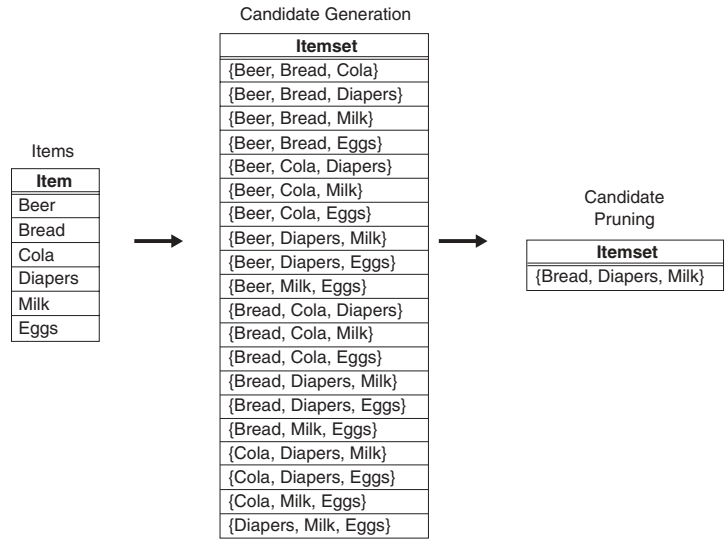 Candidate Generation
Items
Item
Beer
Bread
Cola
Diapers
Milk
Eggs
Itemset
{Beer, Bread, Cola}
{Beer, Bread, Diapers}
{Beer, Bread, Milk}
{Beer, Bread, Eggs}
{Beer, Cola, Diapers}
{Beer, Cola, Milk}
{Beer, Cola, Eggs}
{Beer, Diapers, Milk}
{Beer, Diapers, Eggs}
{Beer, Milk, Eggs}
{Bread, Cola, Diapers}
{Bread, Cola, Milk}
{Bread, Cola, Eggs}
{Bread, Diapers, Milk}
{Bread, Diapers, Eggs}
{Bread, Milk, Eggs}
{Cola, Diapers, Milk}
{Cola, Diapers, Eggs}
{Cola, Milk, Eggs}
{Diapers, Milk, Eggs}
Candidate
Pruning
Itemset
{Bread, Diapers, Milk}